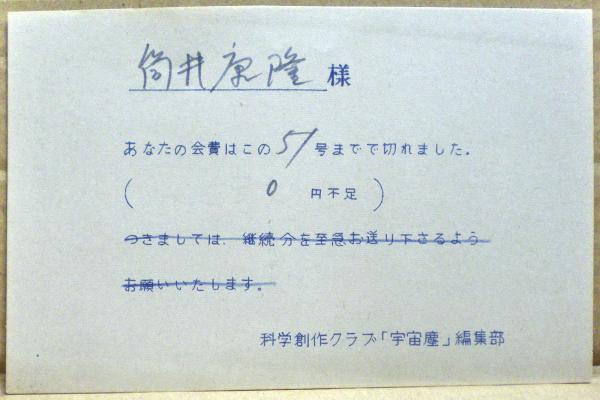 筒井康隆様
あなたの会費はこの51号までで切れました.
( 0 円不足 )
つきましては、継続分を至急お送り下さるよう
お願いいたします。
科学創作クラブ「宇宙塵」編集部